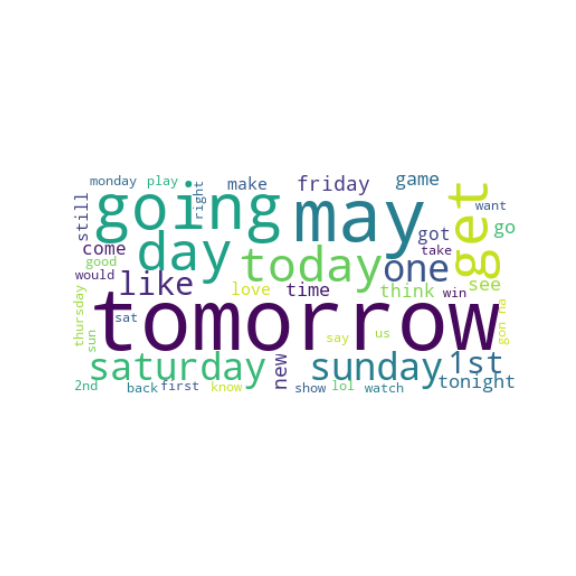 monday play right make friday game
still going may get want
come day today one got go
good take
would like love time think win see
thursday sat tomorrow gon na
sun say us
saturday new sunday 1st
2nd back first know show lol watch tonight